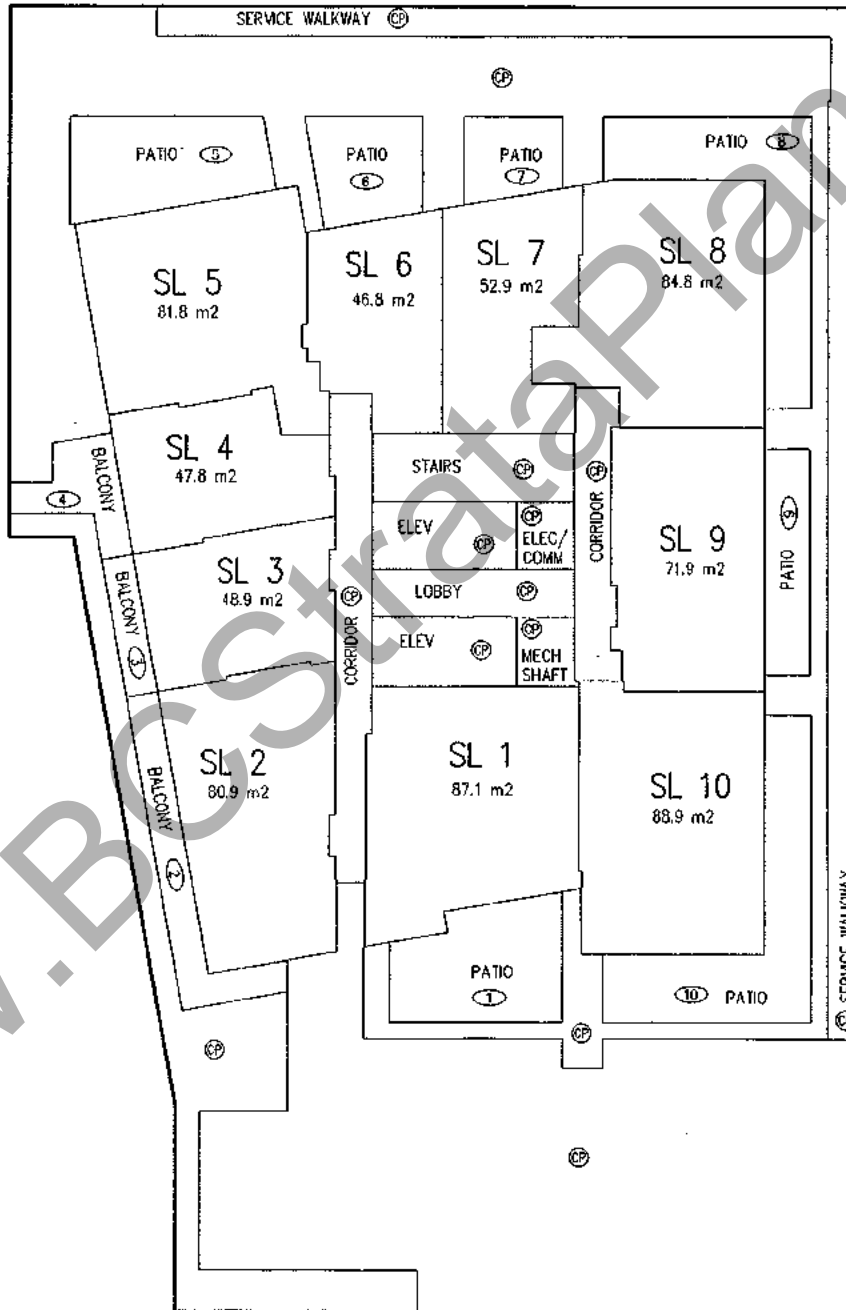 SERVICE WALKWAY CP
CP
PATIO 5
PATIO
6
PATIO
7
PATIO 8
SL 5
81.8 m2
SL 6
46.8 m2
SL 7
52.9 m2
SL 8
84.8 m2
SL 4
47.8 m2
BALCONY
4
STAIRS CP
CORRIDOR CP
ELEV
CP
CP
ELEC/
COMM
SL 9
71.9 m2
PATIO 9
SL 3
48.9 m2
BALCONY 3
CORRIDOR CP
LOBBY CP
ELEV
CP
CP
MECH
SHAFT
SL 2
80.9 m2
BALCONY
2
SL 1
87.1 m2
SL 10
88.9 m2
PATIO
1
10 PATIO
CP SERVICE WALKWAY
CP
CP
CP
.BCStrataPlan